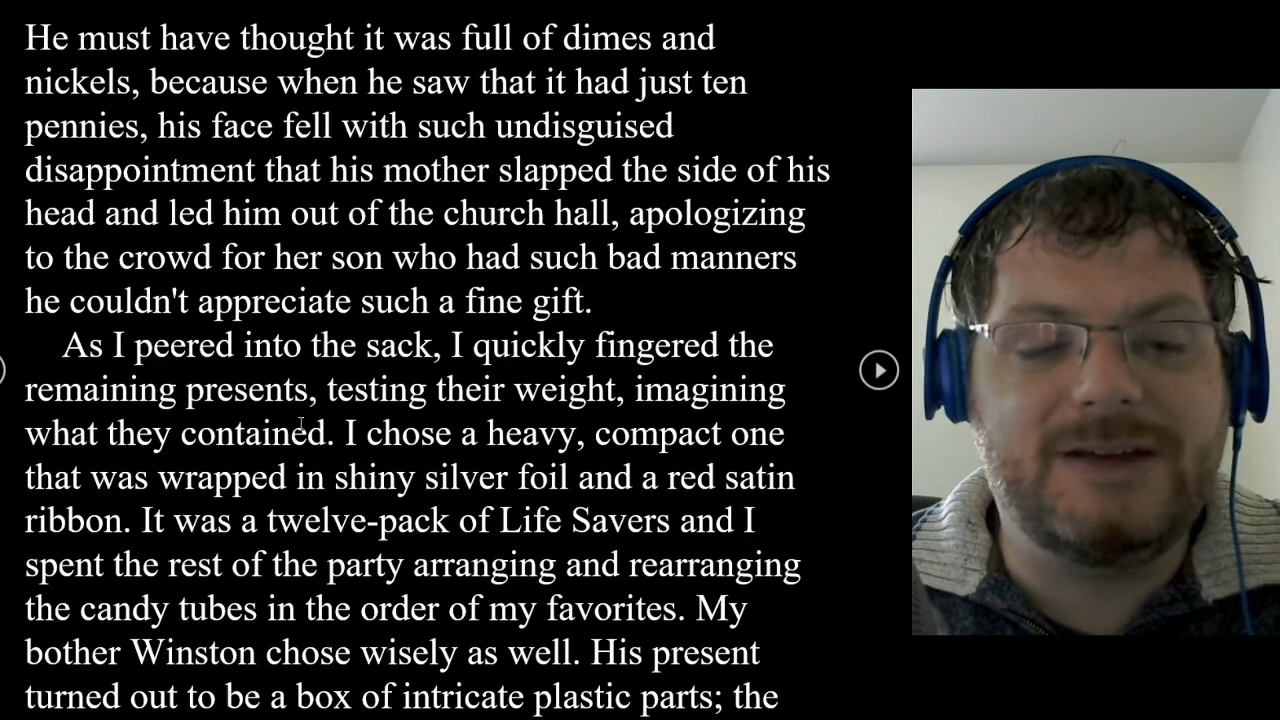 He must have thought it was full of dimes and
nickels, because when he saw that it had just ten
pennies, his face fell with such undisguised
disappointment that his mother slapped the side of his
head and led him out of the church hall, apologizing
to the crowd for her son who had such bad manners
he couldn't appreciate such a fine gift.
As I peered into the sack, I quickly fingered the
remaining presents, testing their weight, imagining
what they contained. I chose a heavy, compact one
that was wrapped in shiny silver foil and a red satin
ribbon. It was a twelve-pack of Life Savers and I
spent the rest of the party arranging and rearranging
the candy tubes in the order of my favorites. My
bother Winston chose wisely as well. His present
turned out to be a box of intricate plastic parts; the